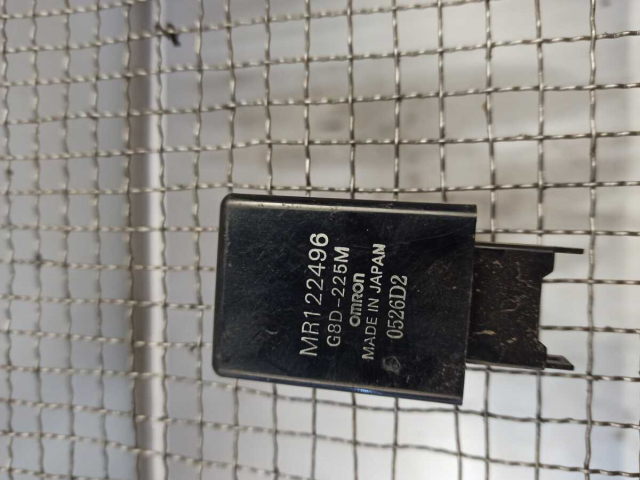 MR122496
G8D-225M
omron
MADE IN JAPAN
0526D2